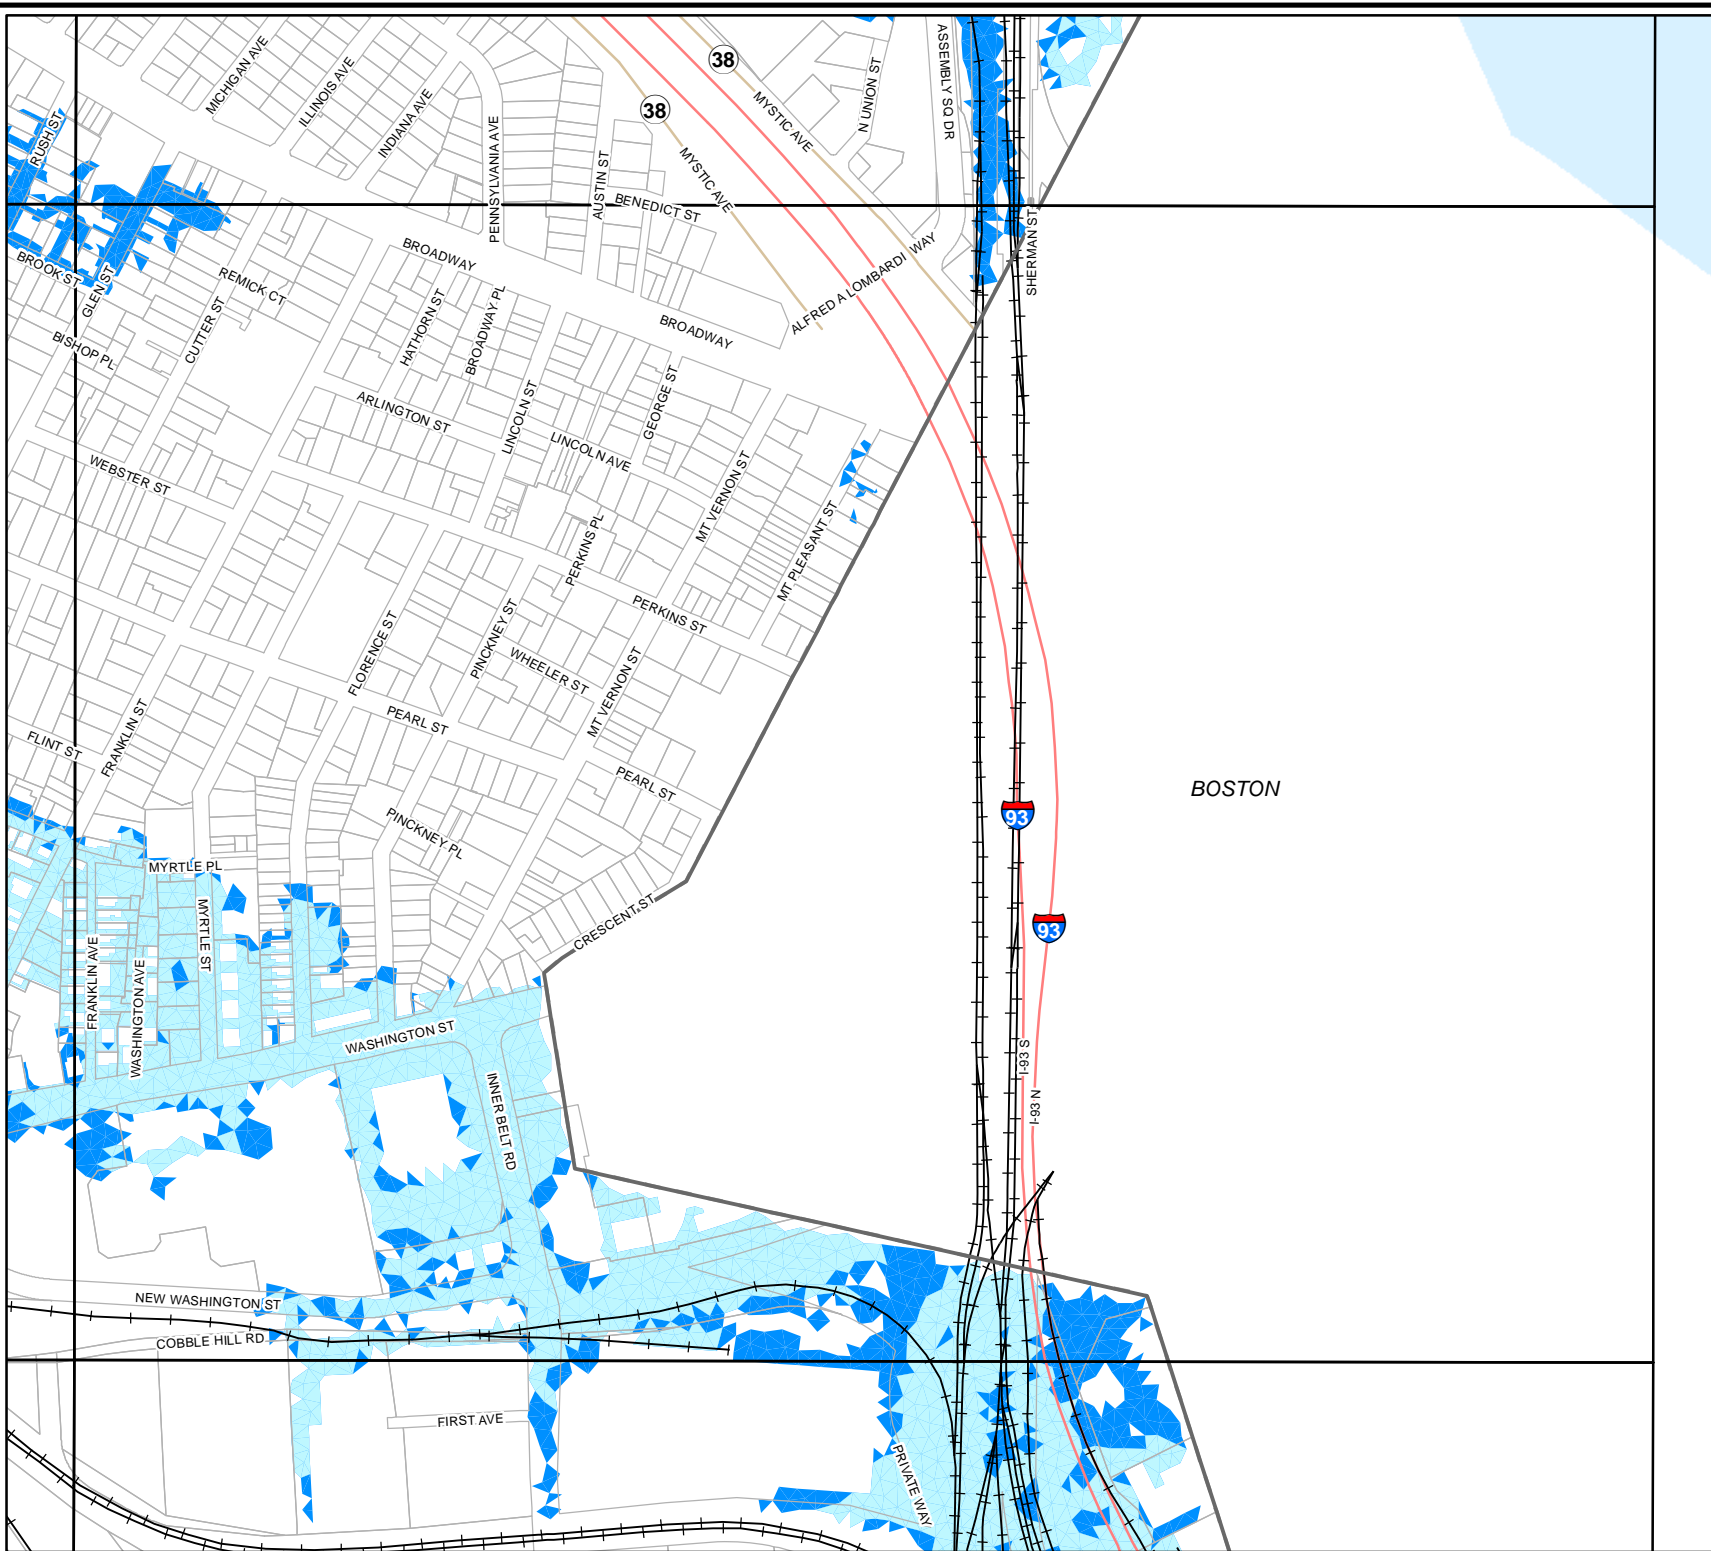 38
38
MICHIGAN AVE
ILLINOIS AVE
INDIANA AVE
PENNSYLVANIA AVE
AUSTIN ST
BENEDICT ST
MYSTIC AVE
MYSTIC AVE
N UNION ST
ASSEMBLY SQ DR
SHERMAN ST
ALFRED A LOMBARDI WAY
RUSH ST
BROOK ST
GLEN ST
REMICK CT
CUTTER ST
BISHOP PL
BROADWAY
BROADWAY
HATHORN ST
BROADWAY PL
LINCOLN ST
GEORGE ST
ARLINGTON ST
LINCOLN AVE
WEBSTER ST
MT VERNON ST
MT PLEASANT ST
PERKINS PL
PERKINS ST
FLORENCE ST
PINCKNEY ST
WHEELER ST
MT VERNON ST
FRANKLIN ST
FLINT ST
PEARL ST
PEARL ST
PINCKNEY PL
BOSTON
93
93
MYRTLE PL
MYRTLE ST
CRESCENT ST
FRANKLIN AVE
WASHINGTON AVE
WASHINGTON ST
INNER BELT RD
I-93 S
I-93 N
NEW WASHINGTON ST
COBBLE HILL RD
FIRST AVE
PRIVATE WAY